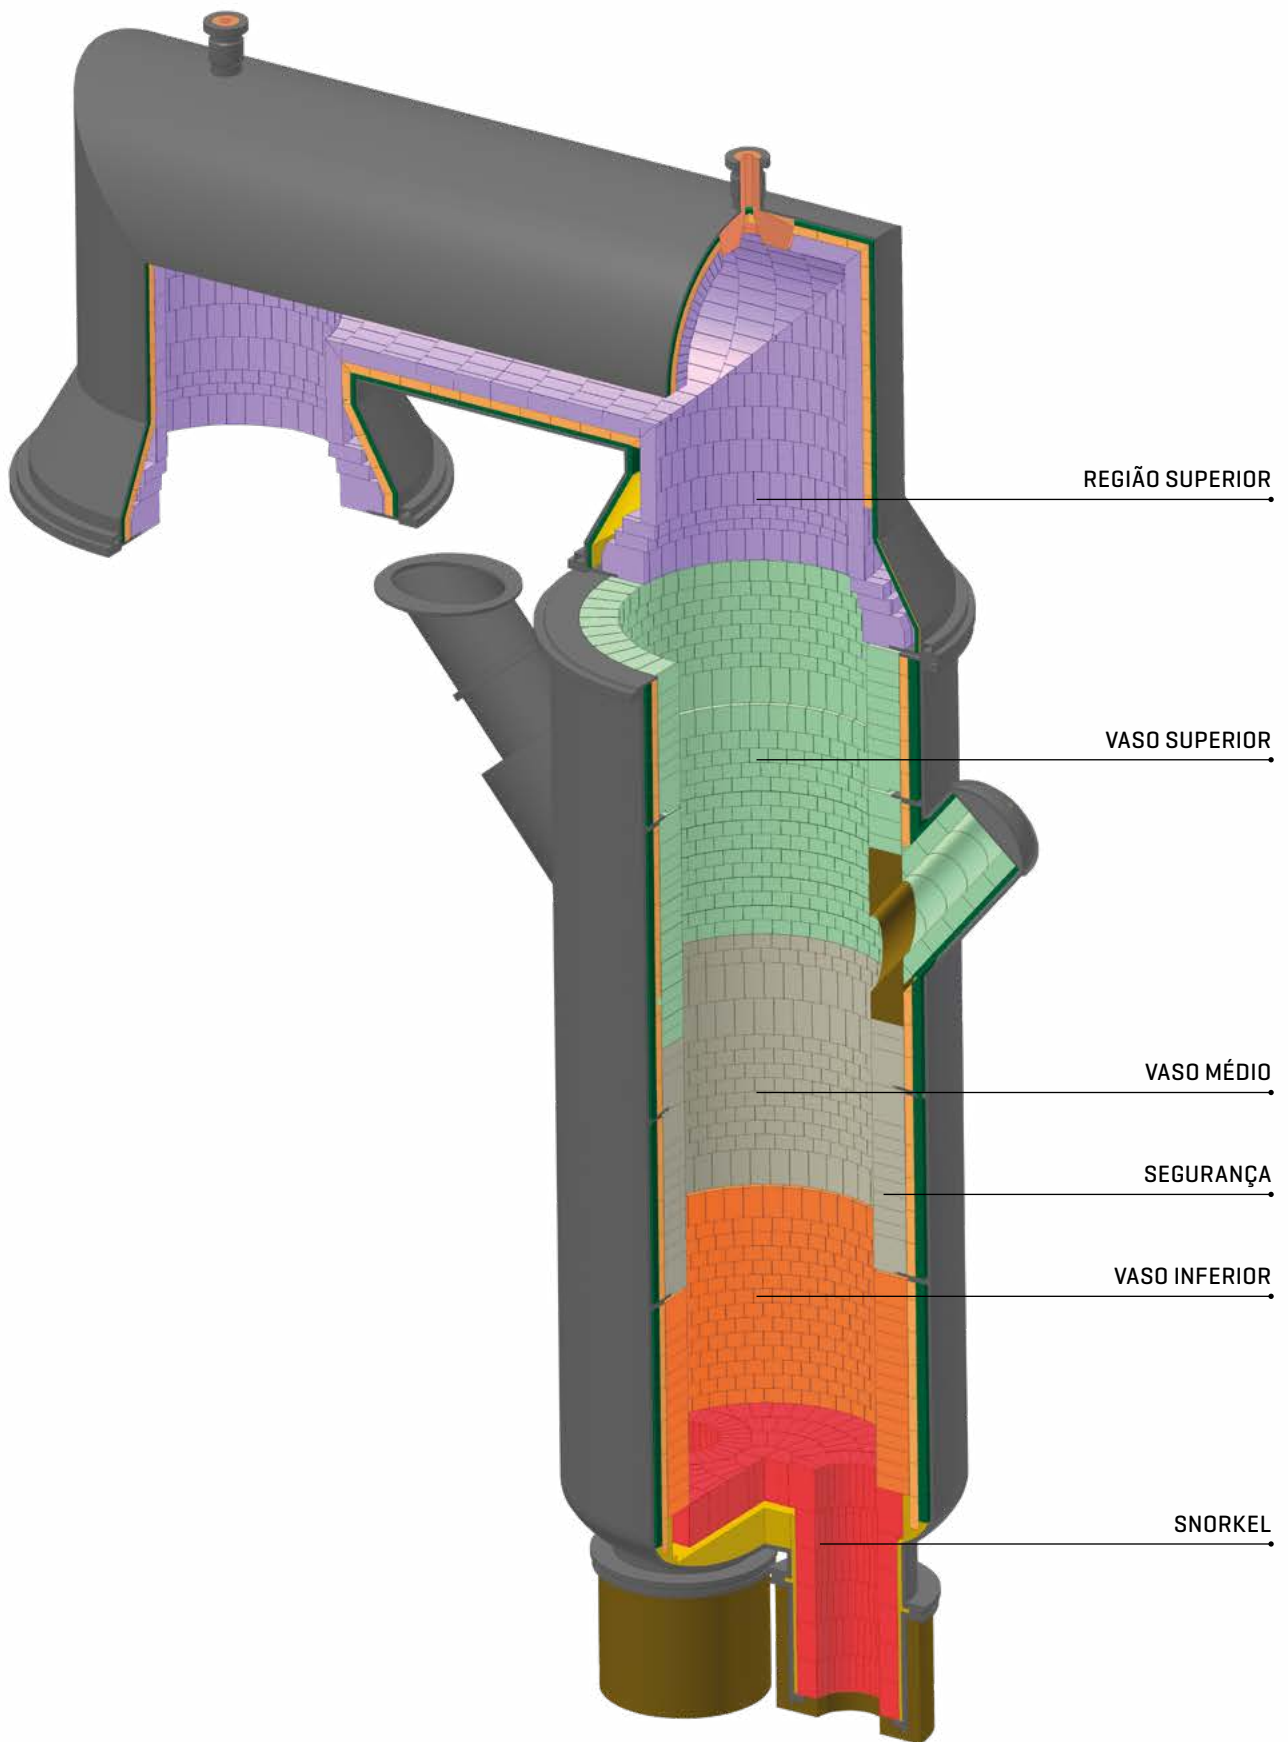 REGIÃO SUPERIOR
VASO SUPERIOR
VASO MÉDIO
SEGURANÇA
VASO INFERIOR
SNORKEL